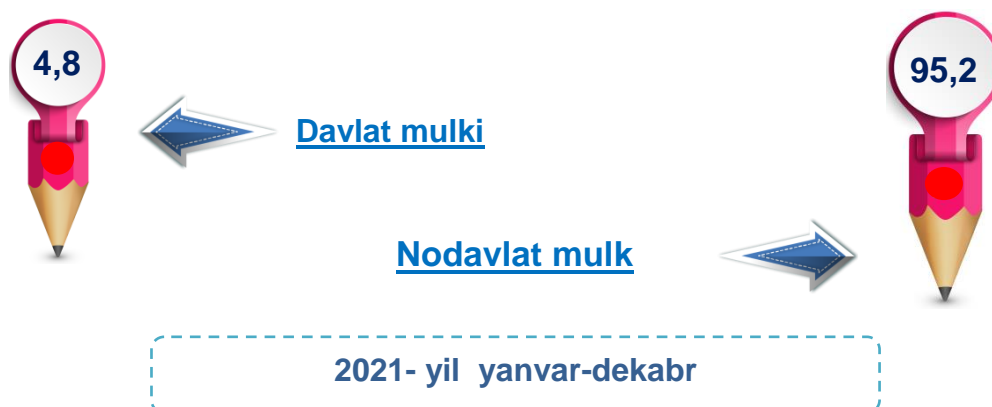 4,8
95,2
Davlat mulki
Nodavlat mulk
2021- yil yanvar-dekabr